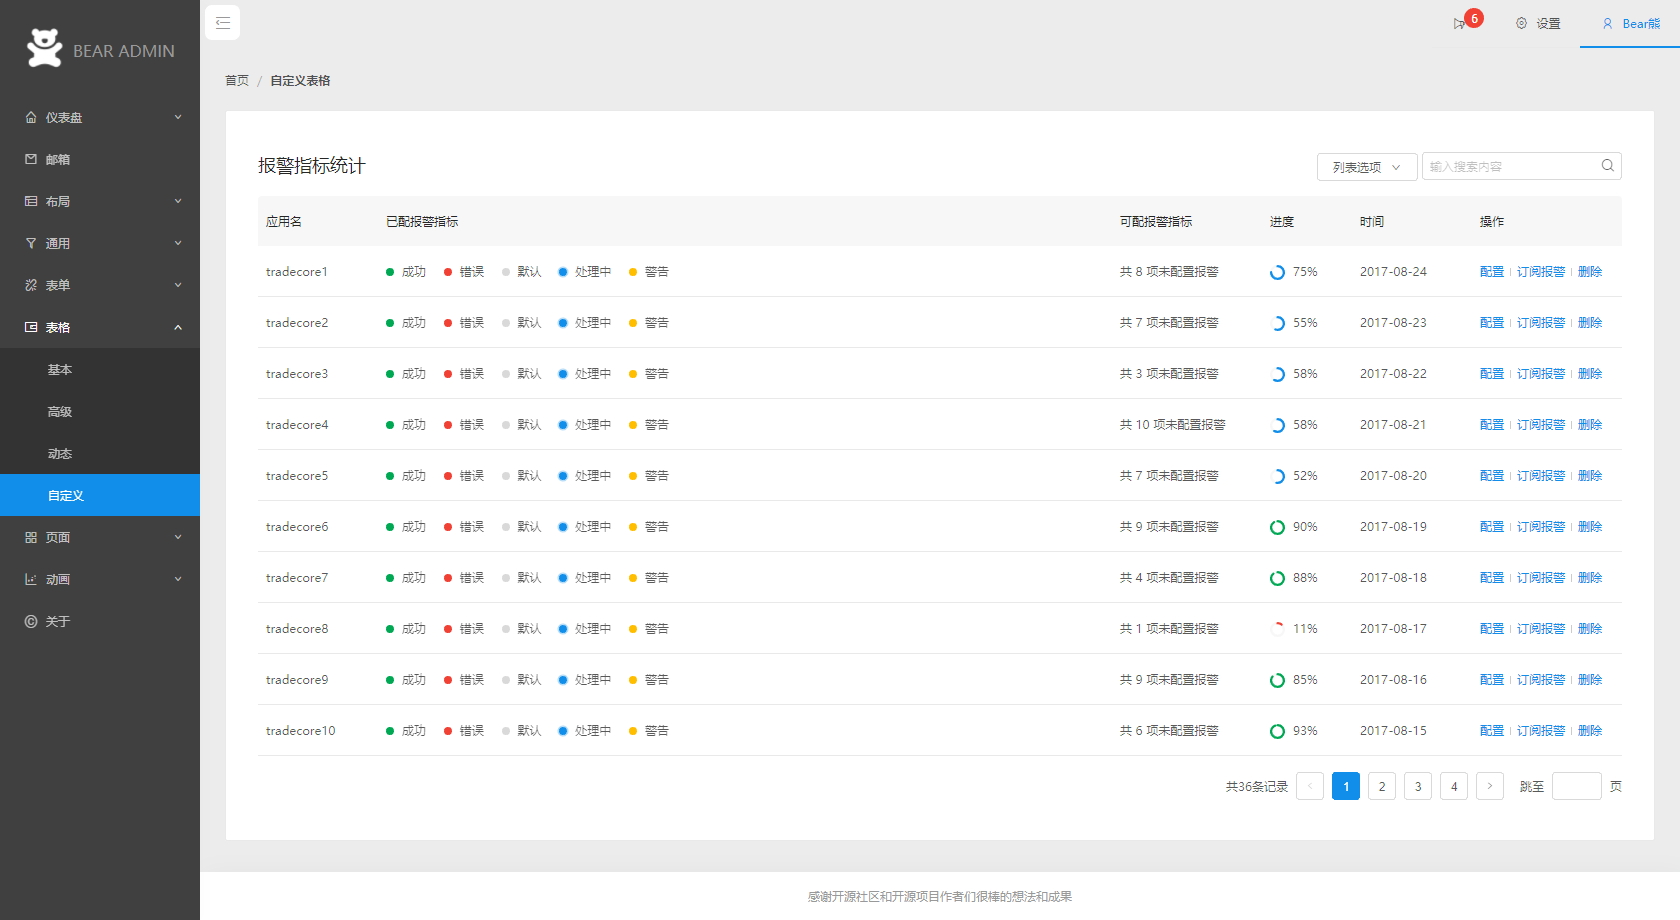 BEAR ADMIN
仪表盘
邮箱
布局
通用
表单
表格
基本
高级
动态
自定义
页面
动画
关于
6
设置
Bear熊
首页 / 自定义表格
报警指标统计
列表选项
输入搜索内容
应用名 已配报警指标 可配报警指标 进度 时间 操作
tradecore1 成功 错误 默认 处理中 警告 共 8 项未配置报警 75% 2017-08-24 配置 订阅报警 删除
tradecore2 成功 错误 默认 处理中 警告 共 7 项未配置报警 55% 2017-08-23 配置 订阅报警 删除
tradecore3 成功 错误 默认 处理中 警告 共 3 项未配置报警 58% 2017-08-22 配置 订阅报警 删除
tradecore4 成功 错误 默认 处理中 警告 共 10 项未配置报警 58% 2017-08-21 配置 订阅报警 删除
tradecore5 成功 错误 默认 处理中 警告 共 7 项未配置报警 52% 2017-08-20 配置 订阅报警 删除
tradecore6 成功 错误 默认 处理中 警告 共 9 项未配置报警 90% 2017-08-19 配置 订阅报警 删除
tradecore7 成功 错误 默认 处理中 警告 共 4 项未配置报警 88% 2017-08-18 配置 订阅报警 删除
tradecore8 成功 错误 默认 处理中 警告 共 1 项未配置报警 11% 2017-08-17 配置 订阅报警 删除
tradecore9 成功 错误 默认 处理中 警告 共 9 项未配置报警 85% 2017-08-16 配置 订阅报警 删除
tradecore10 成功 错误 默认 处理中 警告 共 6 项未配置报警 93% 2017-08-15 配置 订阅报警 删除
共36条记录 1 2 3 4 跳至 页
感谢开源社区和开源项目作者们很棒的想法和成果